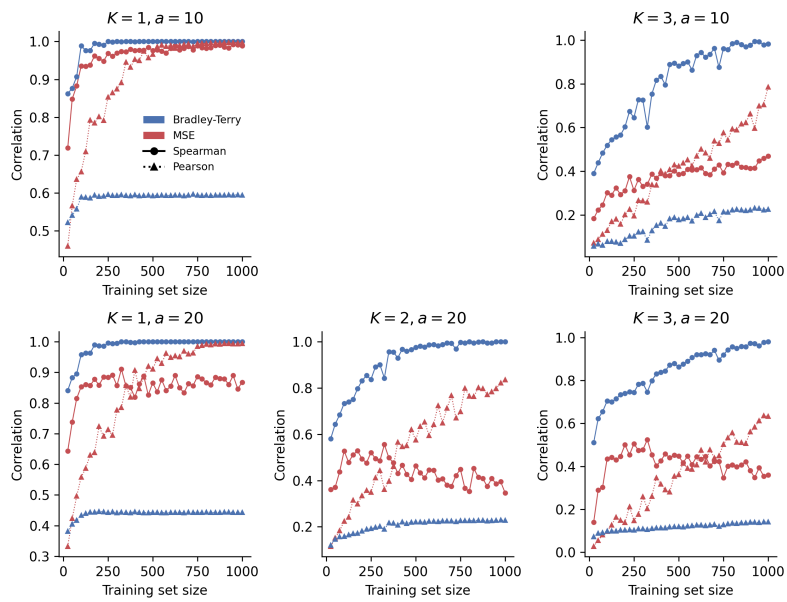 K = 1, a = 10
Correlation
1.0
0.9
0.8
0.7
0.6
0.5
0
250
500
750
1000
Training set size
Bradley-Terry
MSE
Spearman
Pearson
K = 3, a = 10
Correlation
1.0
0.8
0.6
0.4
0.2
0
250
500
750
1000
Training set size
K = 1, a = 20
Correlation
1.0
0.9
0.8
0.7
0.6
0.5
0.4
0.3
0
250
500
750
1000
Training set size
K = 2, a = 20
Correlation
1.0
0.8
0.6
0.4
0.2
0
250
500
750
1000
Training set size
K = 3, a = 20
Correlation
1.0
0.8
0.6
0.4
0.2
0.0
0
250
500
750
1000
Training set size